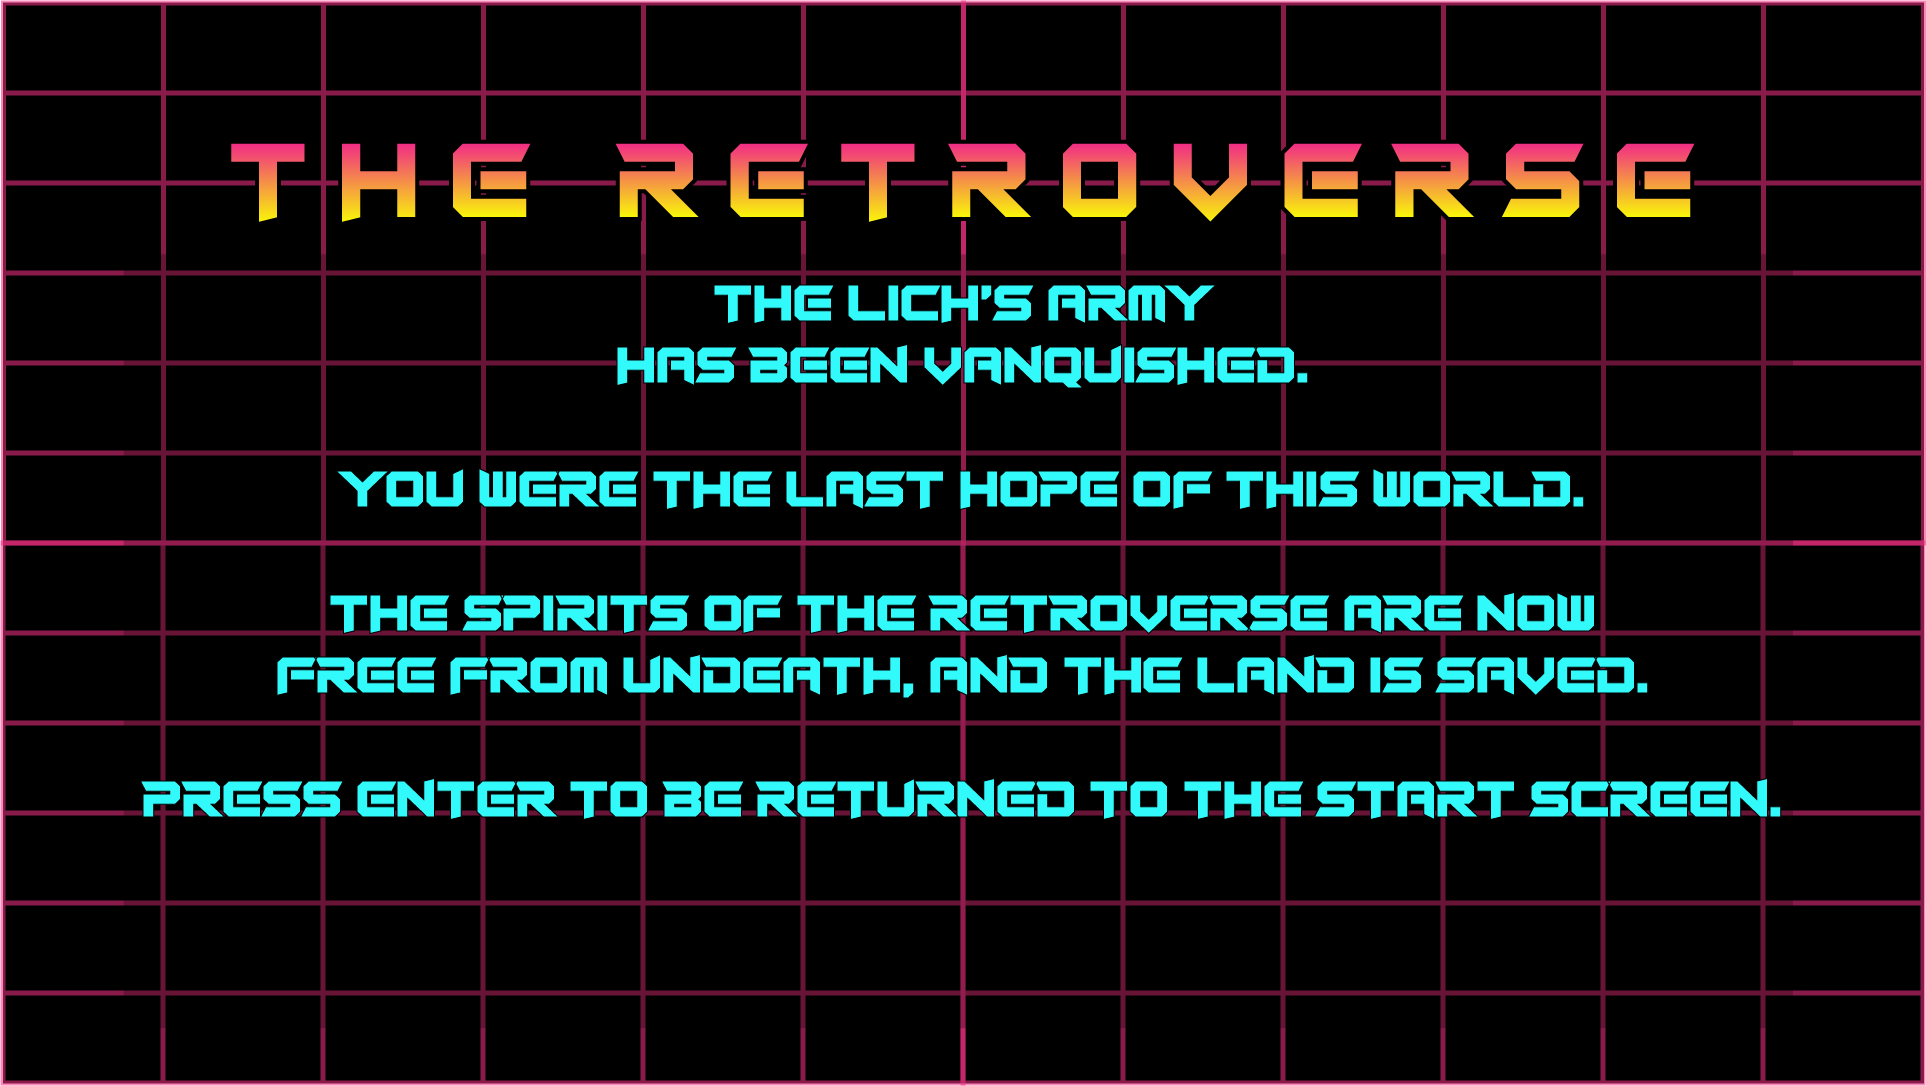 THE RETROVERSE
THE LICH'S ARMY
HAS BEEN VANQUISHED.
YOU WERE THE LAST HOPE OF THIS WORLD.
THE SPIRITS OF THE RETROVERSE ARE NOW
FREE FROM UNDEATH, AND THE LAND IS SAVED.
PRESS ENTER TO BE RETURNED TO THE START SCREEN.